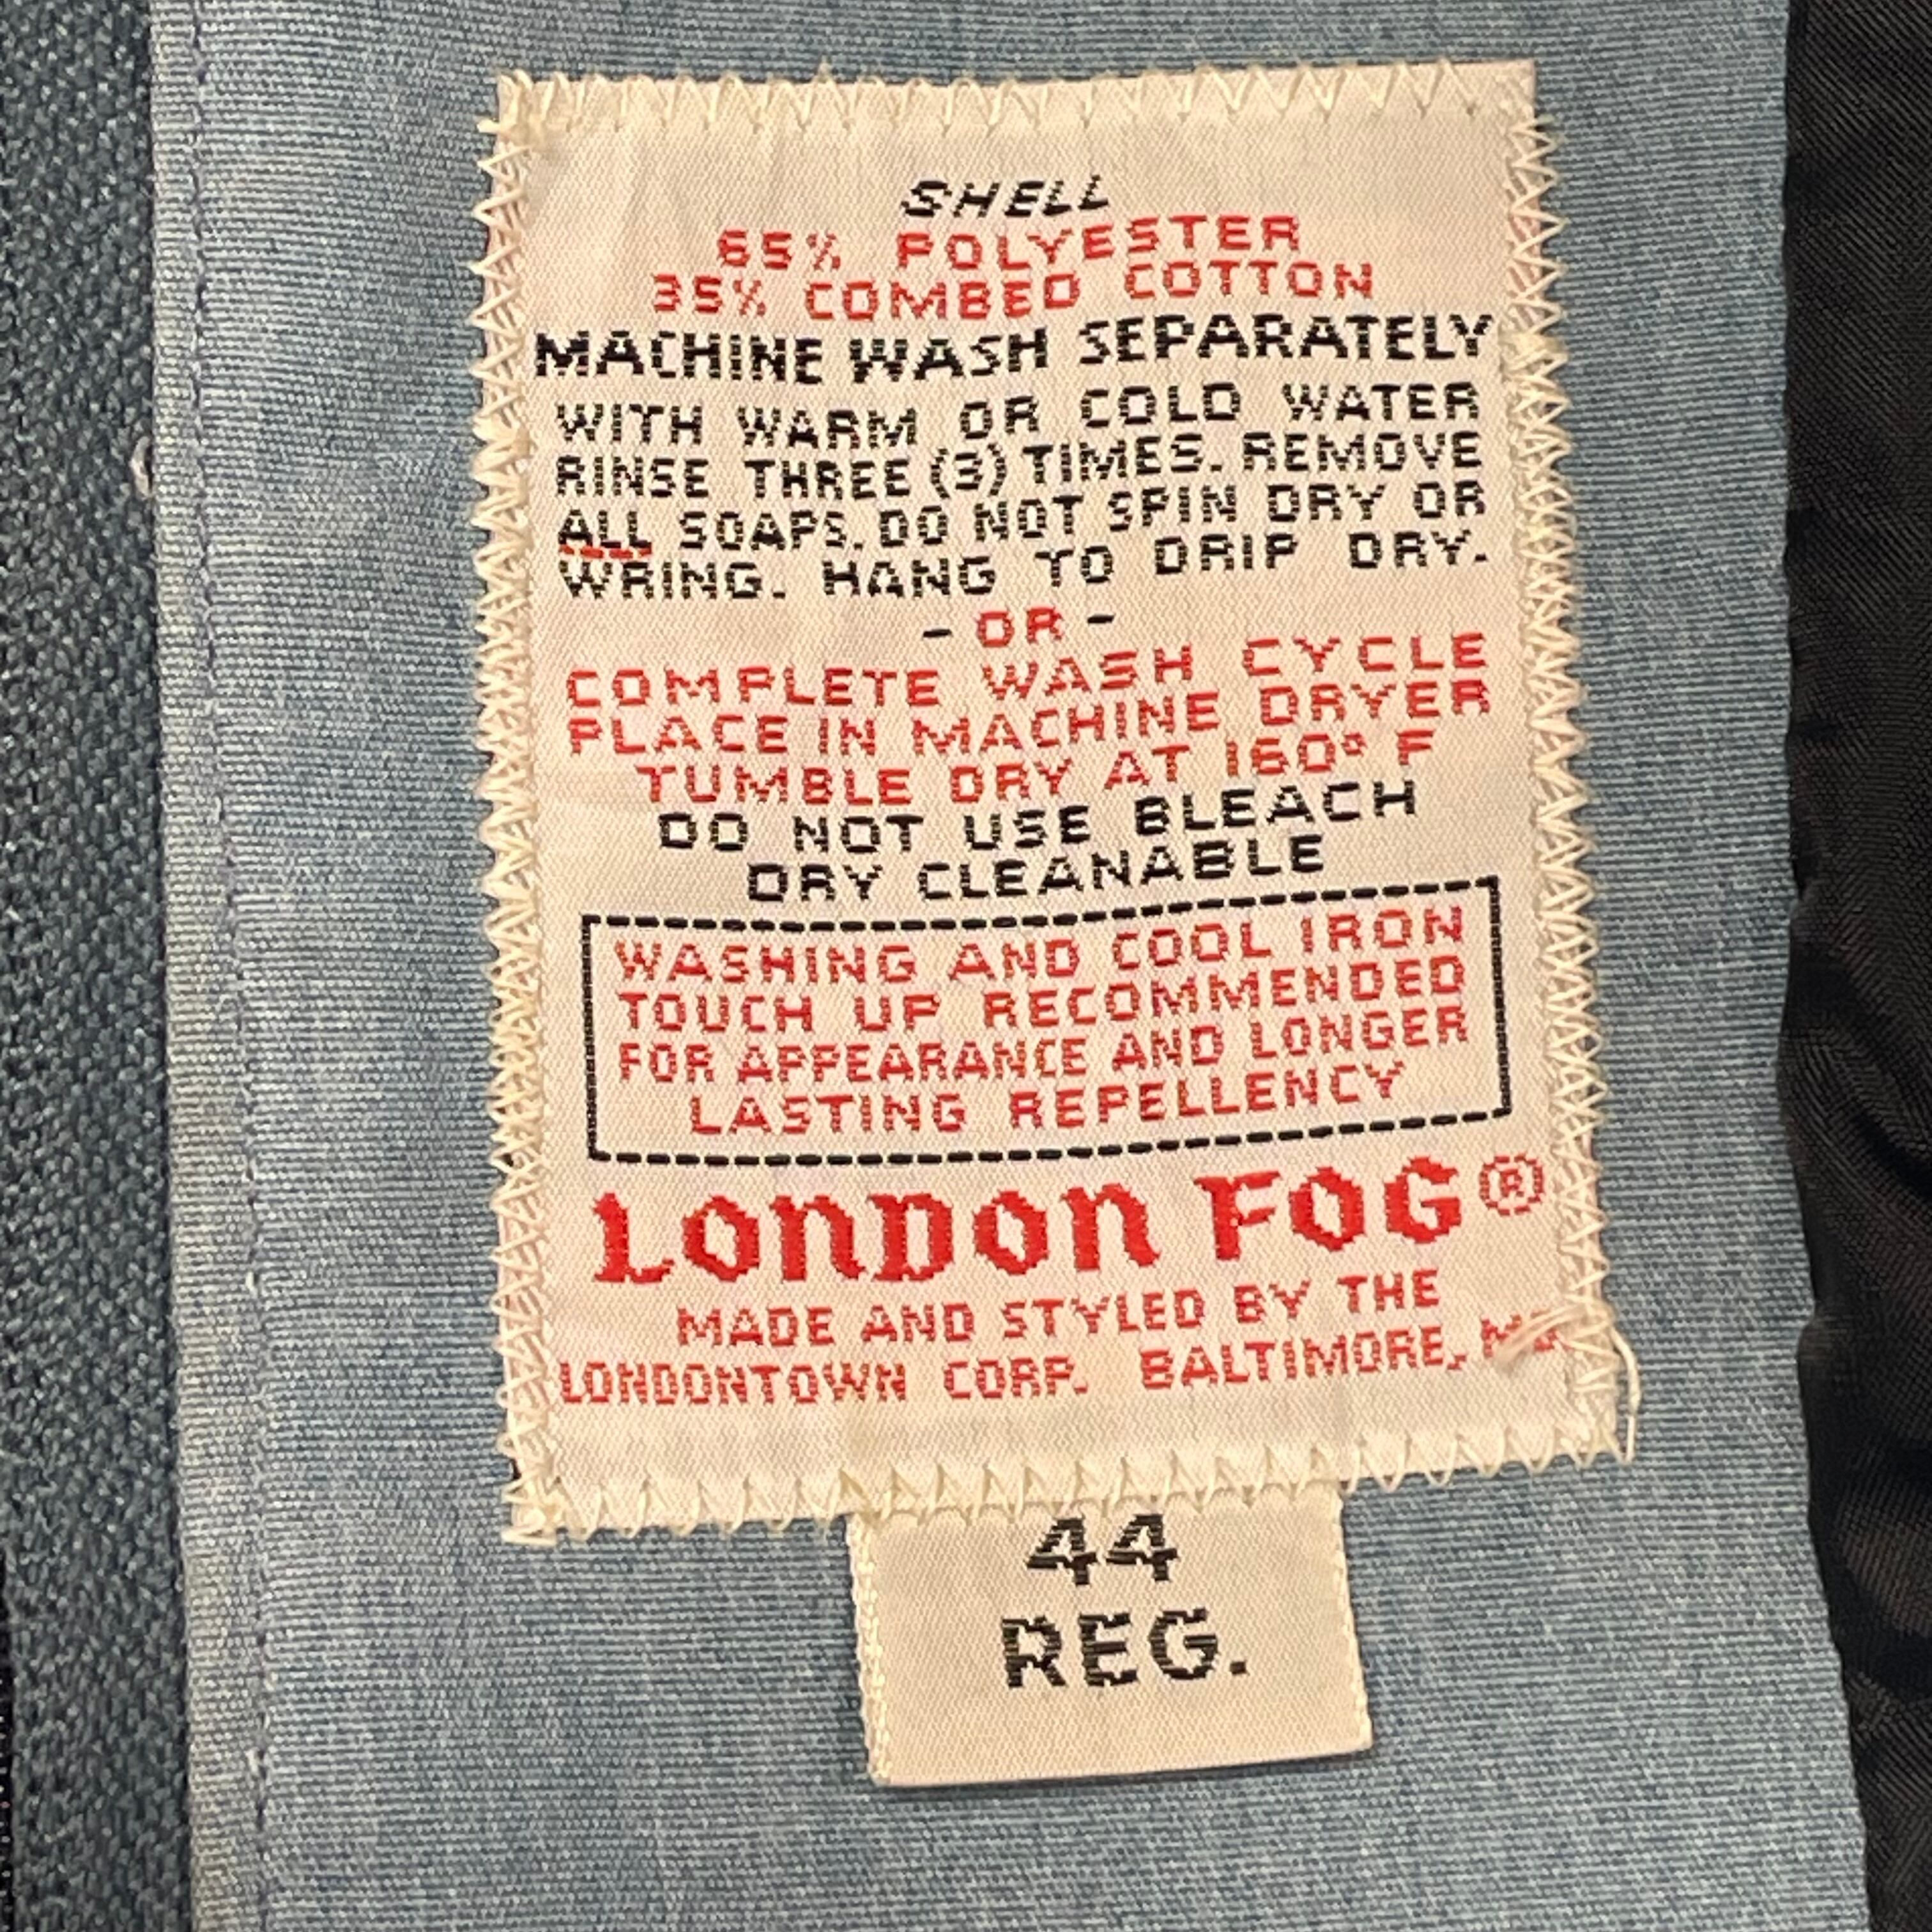 SHELL
65% POLYESTER
35% COMBED COTTON
MACHINE WASH SEPARATELY
WITH WARM OR COLD WATER
RINSE THREE (3) TIMES. REMOVE
ALL SOAPS. DO NOT SPIN DRY OR
WRING. HANG TO DRIP DRY.
- OR -
COMPLETE WASH CYCLE
PLACE IN MACHINE DRYER
TUMBLE DRY AT 160° F
DO NOT USE BLEACH
DRY CLEANABLE
WASHING AND COOL IRON
TOUCH UP RECOMMENDED
FOR APPEARANCE AND LONGER
LASTING REPELLENCY
LONDON FOG®
MADE AND STYLED BY THE
LONDONTOWN CORP. BALTIMORE,
44
REG.